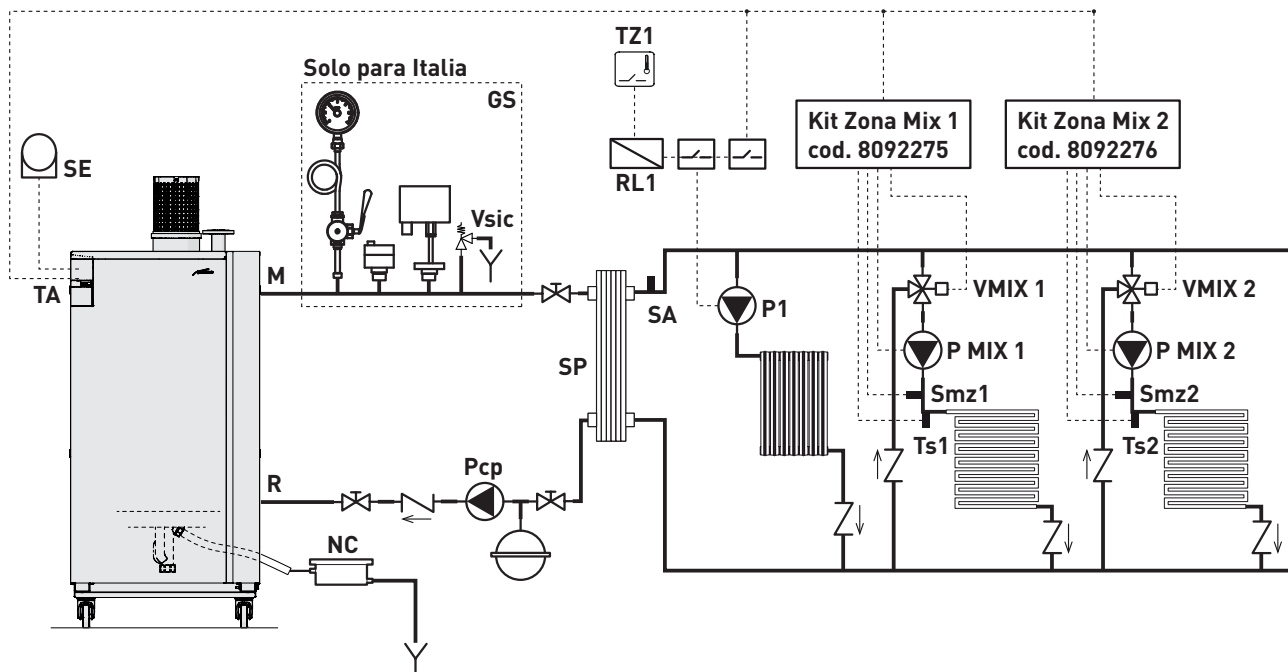 TZ1
Solo para Italia
GS
Kit Zona Mix 1
cod. 8092275
Kit Zona Mix 2
cod. 8092276
SE
RL1
Vsic
M
TA
SA
P1
VMIX 1
VMIX 2
SP
P MIX 1
P MIX 2
Smz1
Smz2
Ts1
Ts2
Pcp
R
NC